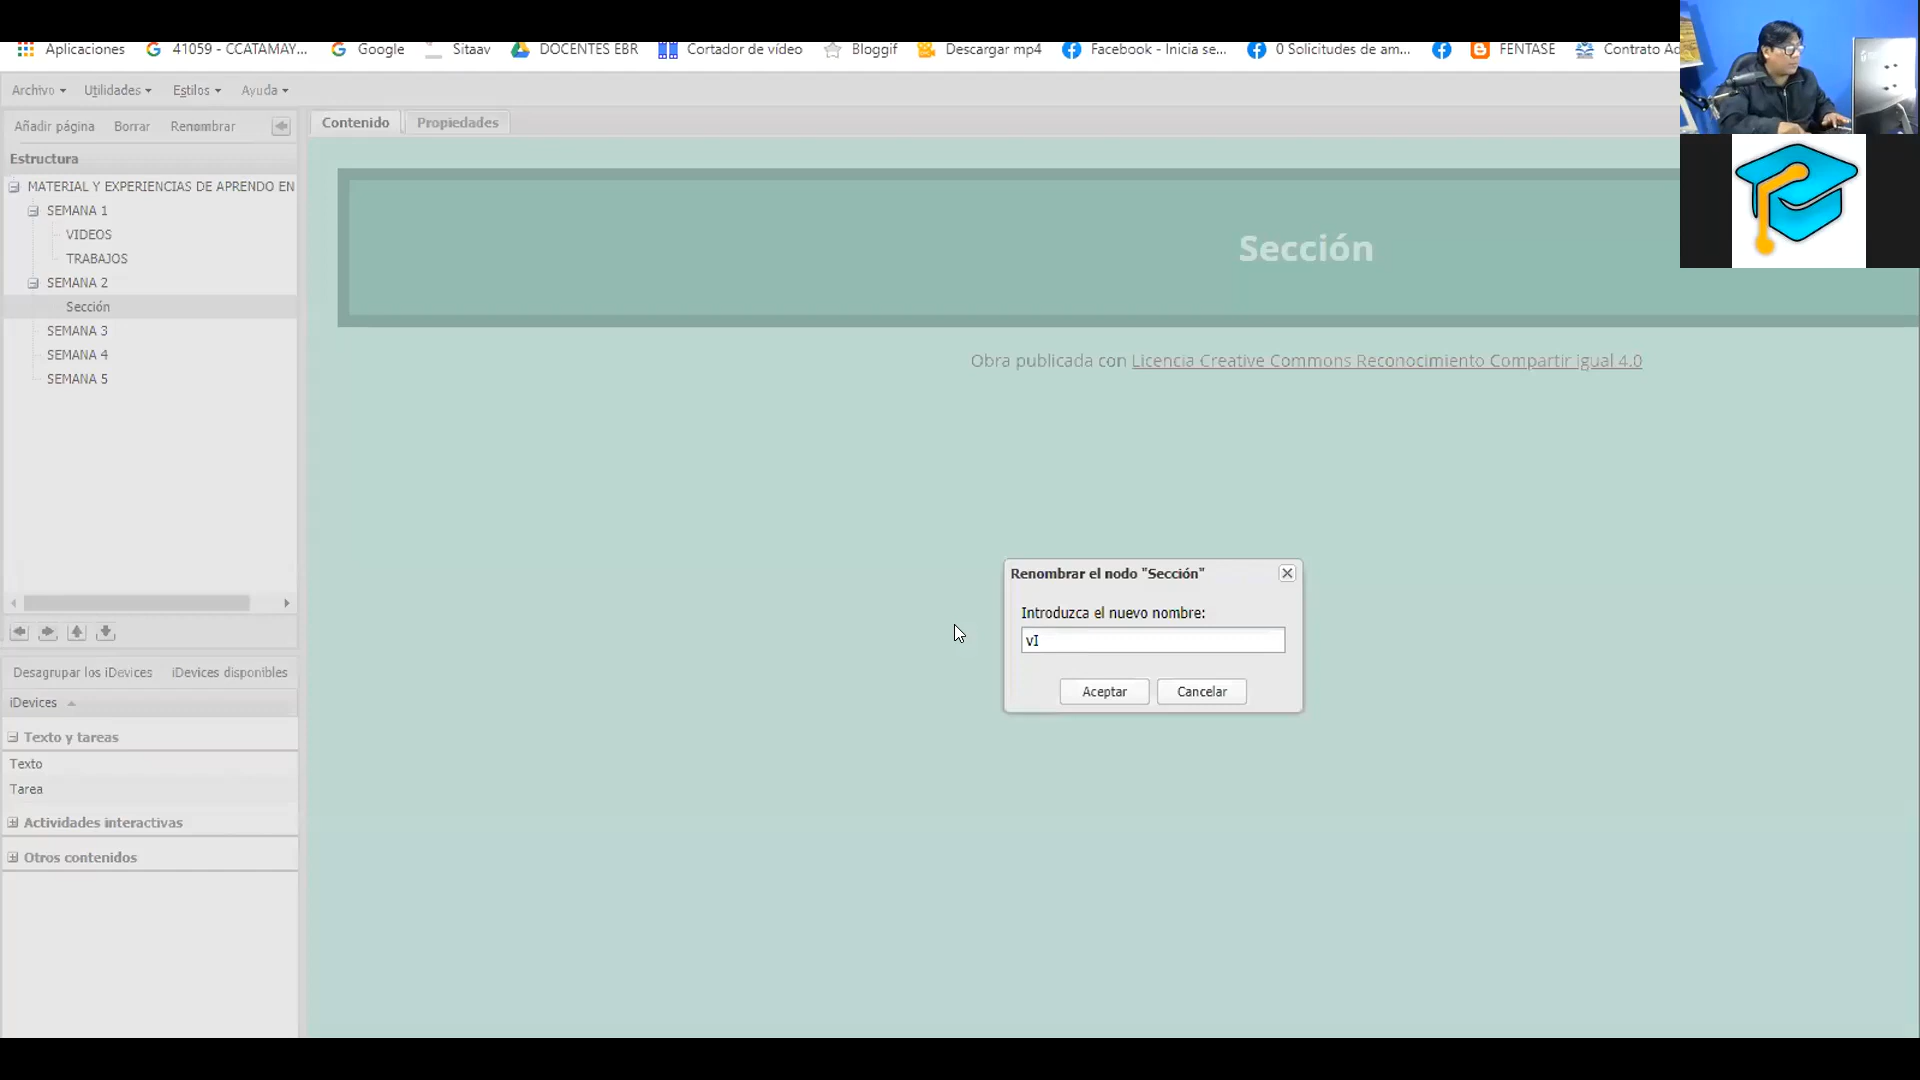 Aplicaciones 41059 - CCATAMAY... Google Sitaav DOCENTES EBR Cortador de vídeo Bloggif Descargar mp4 Facebook - Inicia se... 0 Solicitudes de am... FENTASE Contrato Ad
Archivo Utilidades Estilos Ayuda
Añadir página Borrar Renombrar
Contenido Propiedades
Estructura
MATERIAL Y EXPERIENCIAS DE APRENDO EN
SEMANA 1
VIDEOS
TRABAJOS
SEMANA 2
Sección
SEMANA 3
SEMANA 4
SEMANA 5
Sección
Obra publicada con Licencia Creative Commons Reconocimiento Compartir igual 4.0
Renombrar el nodo "Sección"
Introduzca el nuevo nombre:
vI
Aceptar Cancelar
Desagrupar los iDevices iDevices disponibles
iDevices
Texto y tareas
Texto
Tarea
Actividades interactivas
Otros contenidos